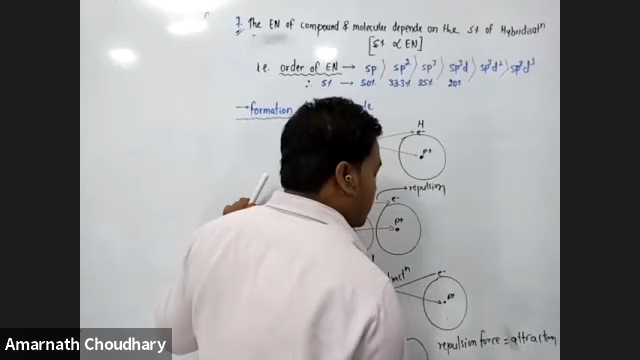 7. The EN of compound & molecular depends on the S% of Hybridisatⁿ
[S% ∝ EN]
i.e. order of EN → sp > sp² > sp³ > sp³d > sp³d² > sp³d³
∴ S% → 50% 33.3% 25% 20%
→ formation
H
e-
p+
→ repulsion
e-
p+
e-
p+
repulsion force = attraction
Amarnath Choudhary